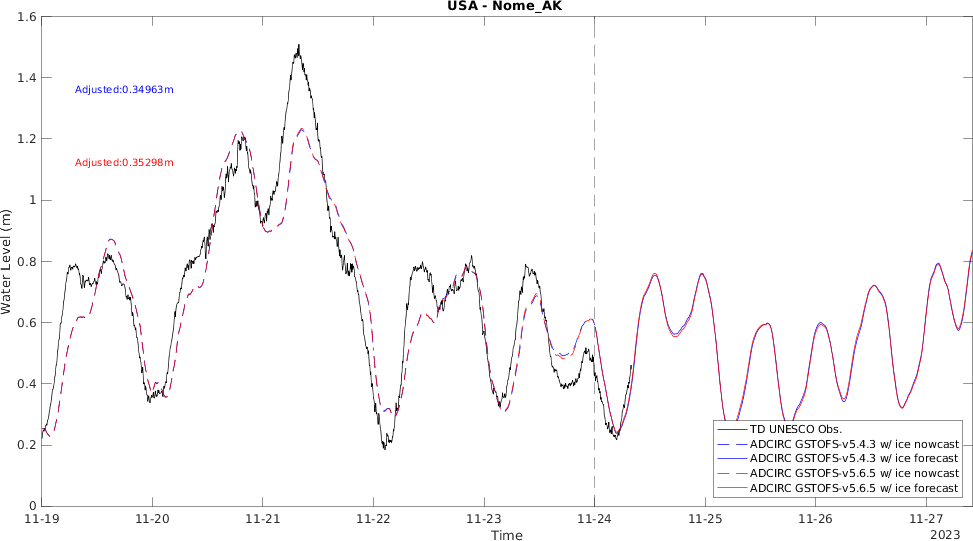 USA - Nome_AK
1.6
1.4
1.2
1
0.8
0.6
0.4
0.2
0
Water Level (m)
Adjusted:0.34963m
Adjusted:0.35298m
TD UNESCO Obs.
ADCIRC GSTOFS-v5.4.3 w/ ice nowcast
ADCIRC GSTOFS-v5.4.3 w/ ice forecast
ADCIRC GSTOFS-v5.6.5 w/ ice nowcast
ADCIRC GSTOFS-v5.6.5 w/ ice forecast
11-19 11-20 11-21 11-22 11-23 11-24 11-25 11-26 11-27
Time
2023